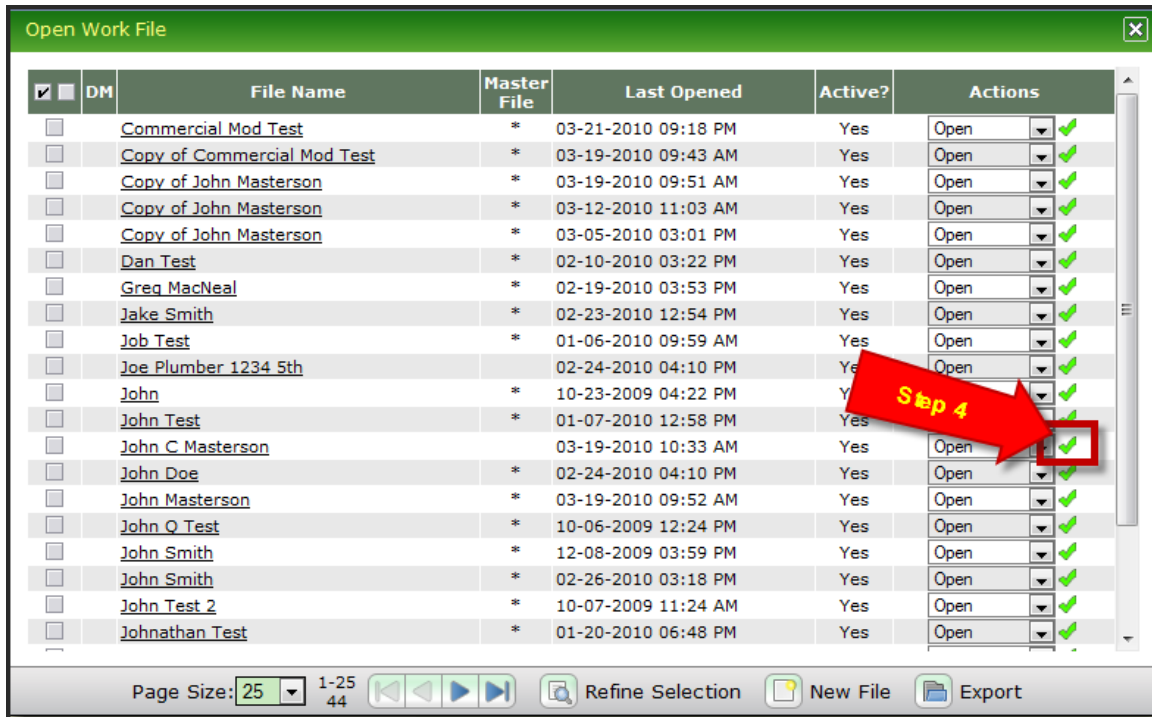 Open Work File
DM File Name Master File Last Opened Active? Actions
Commercial Mod Test * 03-21-2010 09:18 PM Yes Open
Copy of Commercial Mod Test * 03-19-2010 09:43 AM Yes Open
Copy of John Masterson * 03-19-2010 09:51 AM Yes Open
Copy of John Masterson * 03-12-2010 11:03 AM Yes Open
Copy of John Masterson * 03-05-2010 03:01 PM Yes Open
Dan Test * 02-10-2010 03:22 PM Yes Open
Greg MacNeal * 02-19-2010 03:53 PM Yes Open
Jake Smith * 02-23-2010 12:54 PM Yes Open
Job Test * 01-06-2010 09:59 AM Yes Open
Joe Plumber 1234 5th 02-24-2010 04:10 PM Open
John * 10-23-2009 04:22 PM
Step 4
John Test * 01-07-2010 12:58 PM Yes
John C Masterson 03-19-2010 10:33 AM Yes Open
John Doe * 02-24-2010 04:10 PM Yes Open
John Masterson * 03-19-2010 09:52 AM Yes Open
John Q Test * 10-06-2009 12:24 PM Yes Open
John Smith * 12-08-2009 03:59 PM Yes Open
John Smith * 02-26-2010 03:18 PM Yes Open
John Test 2 * 10-07-2009 11:24 AM Yes Open
Johnathan Test * 01-20-2010 06:48 PM Yes Open
Page Size: 25 1-25 44 Refine Selection New File Export